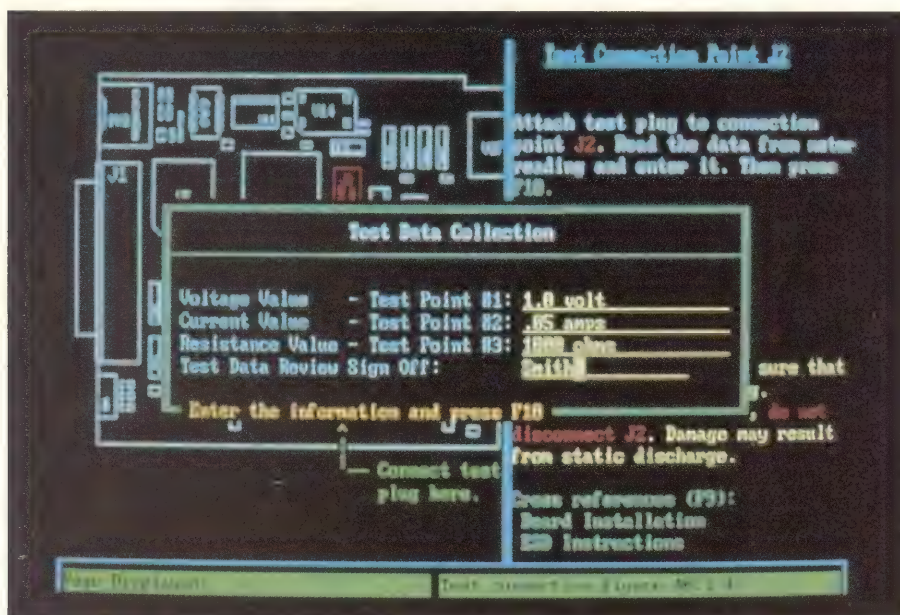 Test Connection Point J2
Attach test plug to connection
point J2. Read the data from meter
reading and enter it. Then press
F10.
J1
Test Data Collection
Voltage Value - Test Point #1: 1.0 volt
Current Value - Test Point #2: .05 amps
Resistance Value - Test Point #3: 1000 ohms
Test Data Review Sign Off: Smith
Enter the information and press F10
sure that
, do not
disconnect J2. Damage may result
from static discharge.
Connect test
plug here.
Cross references (F9):
Board Installation
ESD Instructions